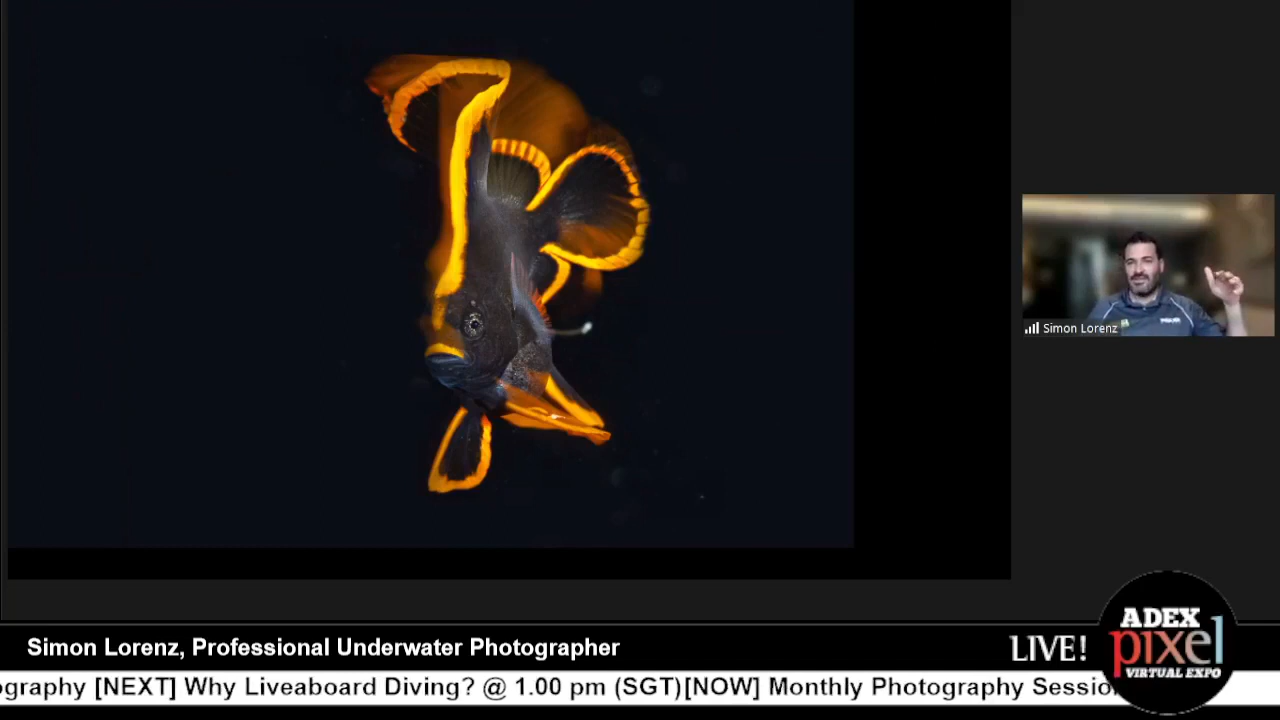 Simon Lorenz
Simon Lorenz, Professional Underwater Photographer
LIVE!
ADEX
pixel
VIRTUAL EXPO
ography [NEXT] Why Liveaboard Diving? @ 1.00 pm (SGT)[NOW] Monthly Photography Sessio